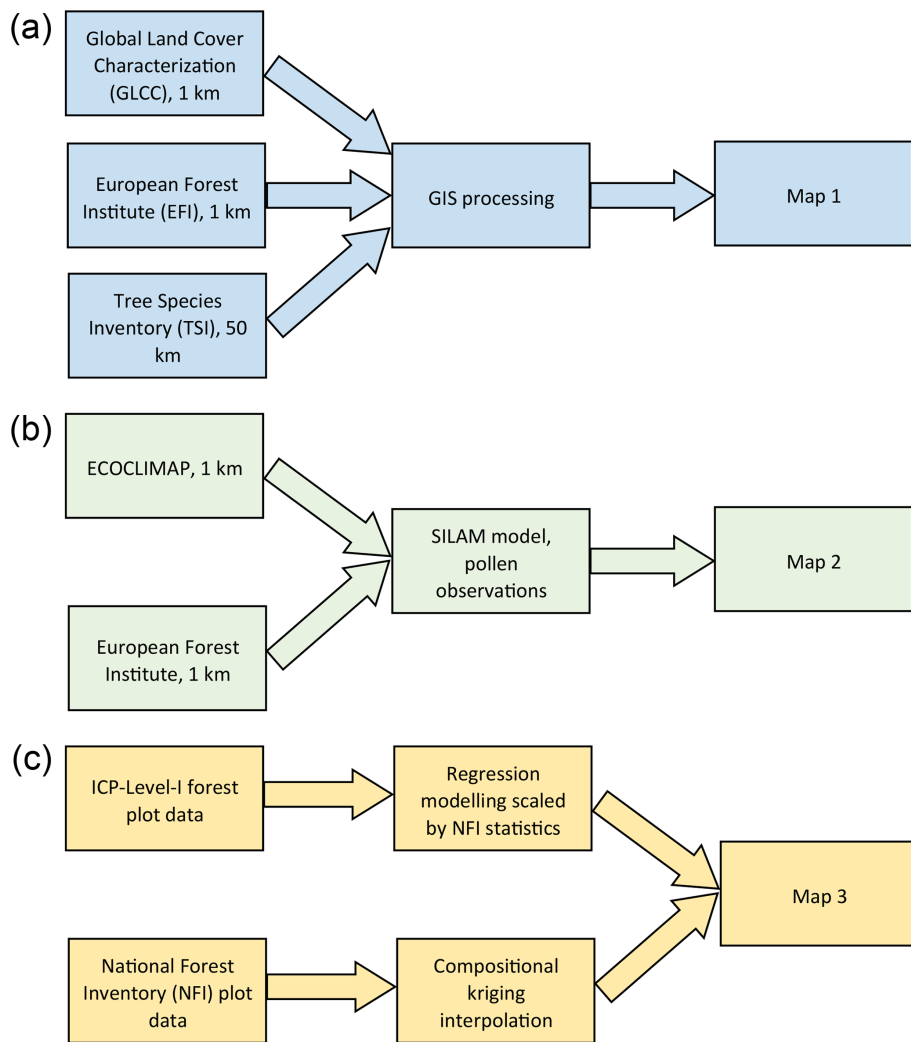 (a)
Global Land Cover
Characterization
(GLCC), 1 km
European Forest
Institute (EFI), 1 km
GIS processing
Map 1
Tree Species
Inventory (TSI), 50
km
(b)
ECOCLIMAP, 1 km
SILAM model,
pollen
observations
Map 2
European Forest
Institute, 1 km
(c)
ICP-Level-I forest
plot data
Regression
modelling scaled
by NFI statistics
Map 3
National Forest
Inventory (NFI) plot
data
Compositional
kriging
interpolation